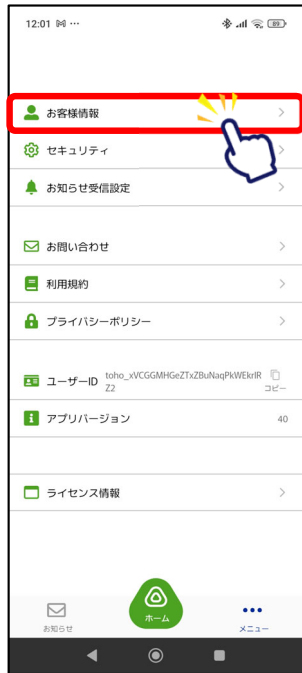 12:01
89
お客様情報
セキュリティ
お知らせ受信設定
お問い合わせ
利用規約
プライバシーポリシー
ユーザーID toho_xVCGGMHGeZTxZBuNaqPkWEkrIR
Z2
コピー
アプリバージョン 40
ライセンス情報
ホーム
お知らせ
メニュー